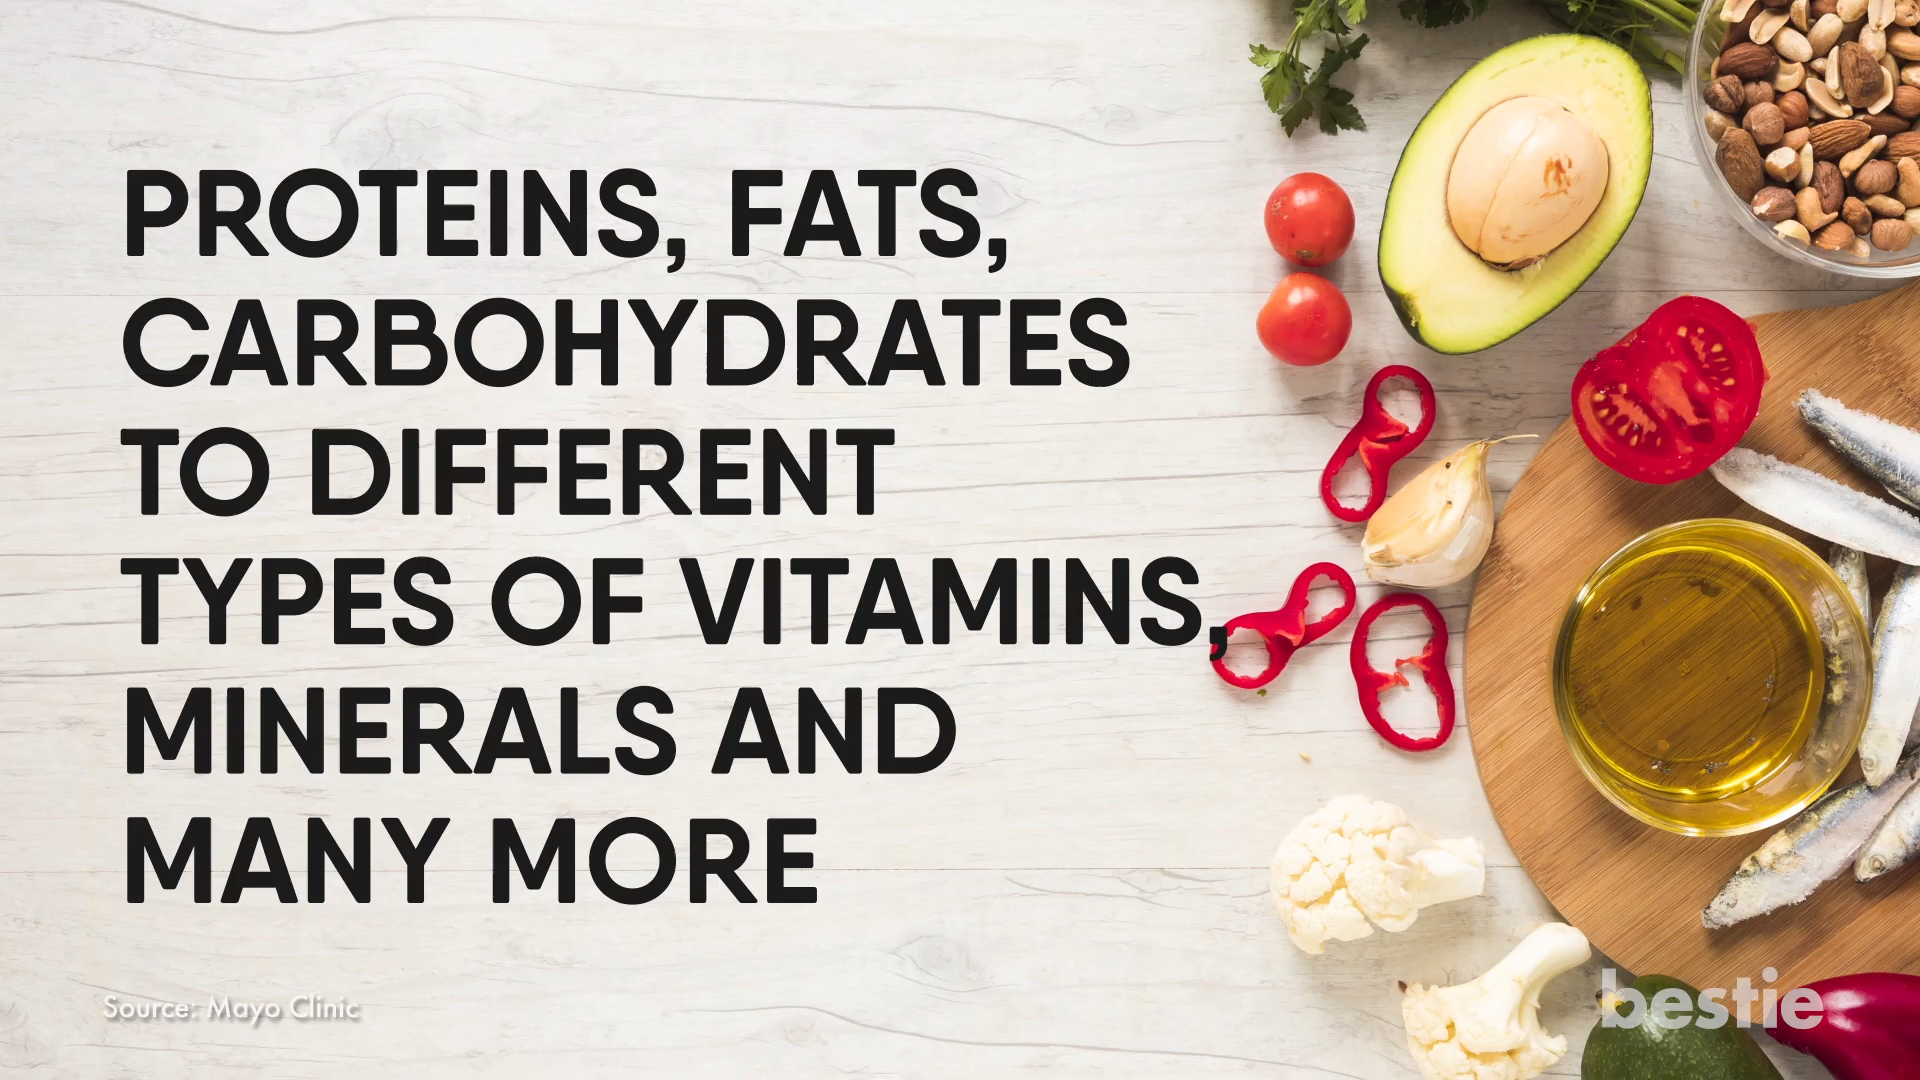 PROTEINS, FATS,
CARBOHYDRATES
TO DIFFERENT
TYPES OF VITAMINS,
MINERALS AND
MANY MORE
Source: Mayo Clinic
bestie